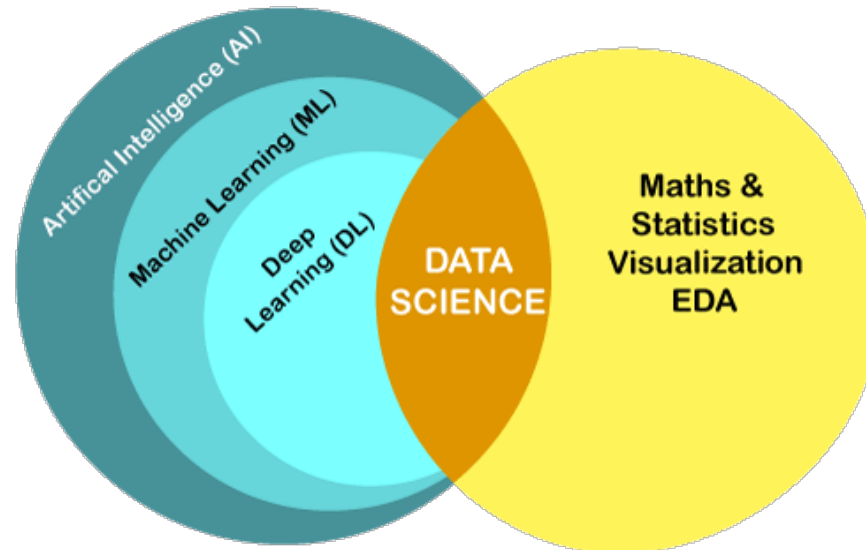 Artifical Intelligence (AI)
Machine Learning (ML)
Deep
Learning (DL)
DATA
SCIENCE
Maths &
Statistics
Visualization
EDA